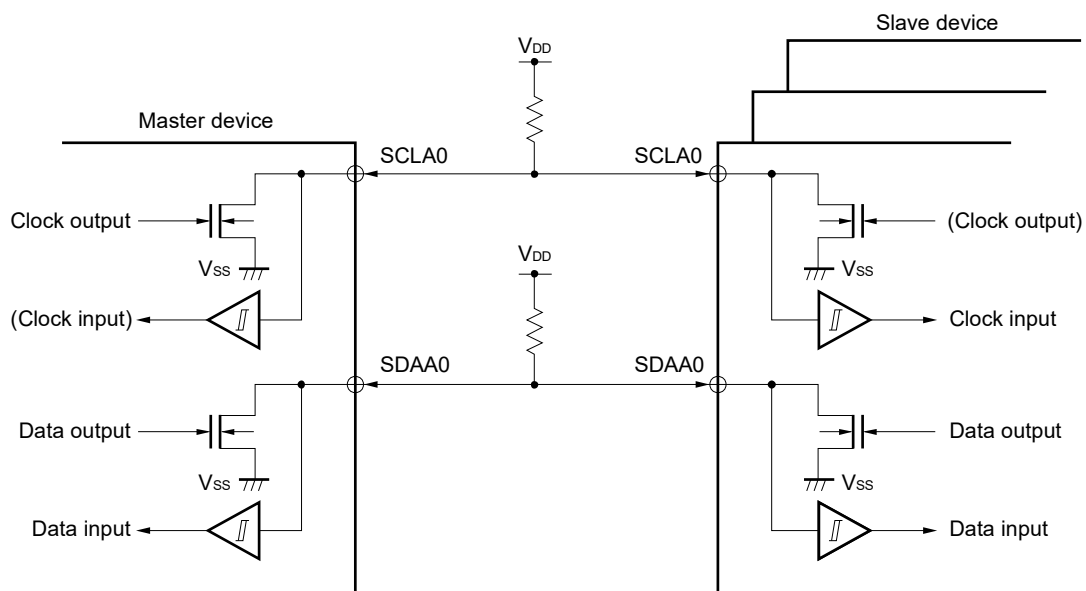 Slave device
VDD
Master device
SCLA0
SCLA0
Clock output
(Clock output)
VSS
VDD
VSS
(Clock input)
Clock input
SDAA0
SDAA0
Data output
Data output
VSS
VSS
Data input
Data input